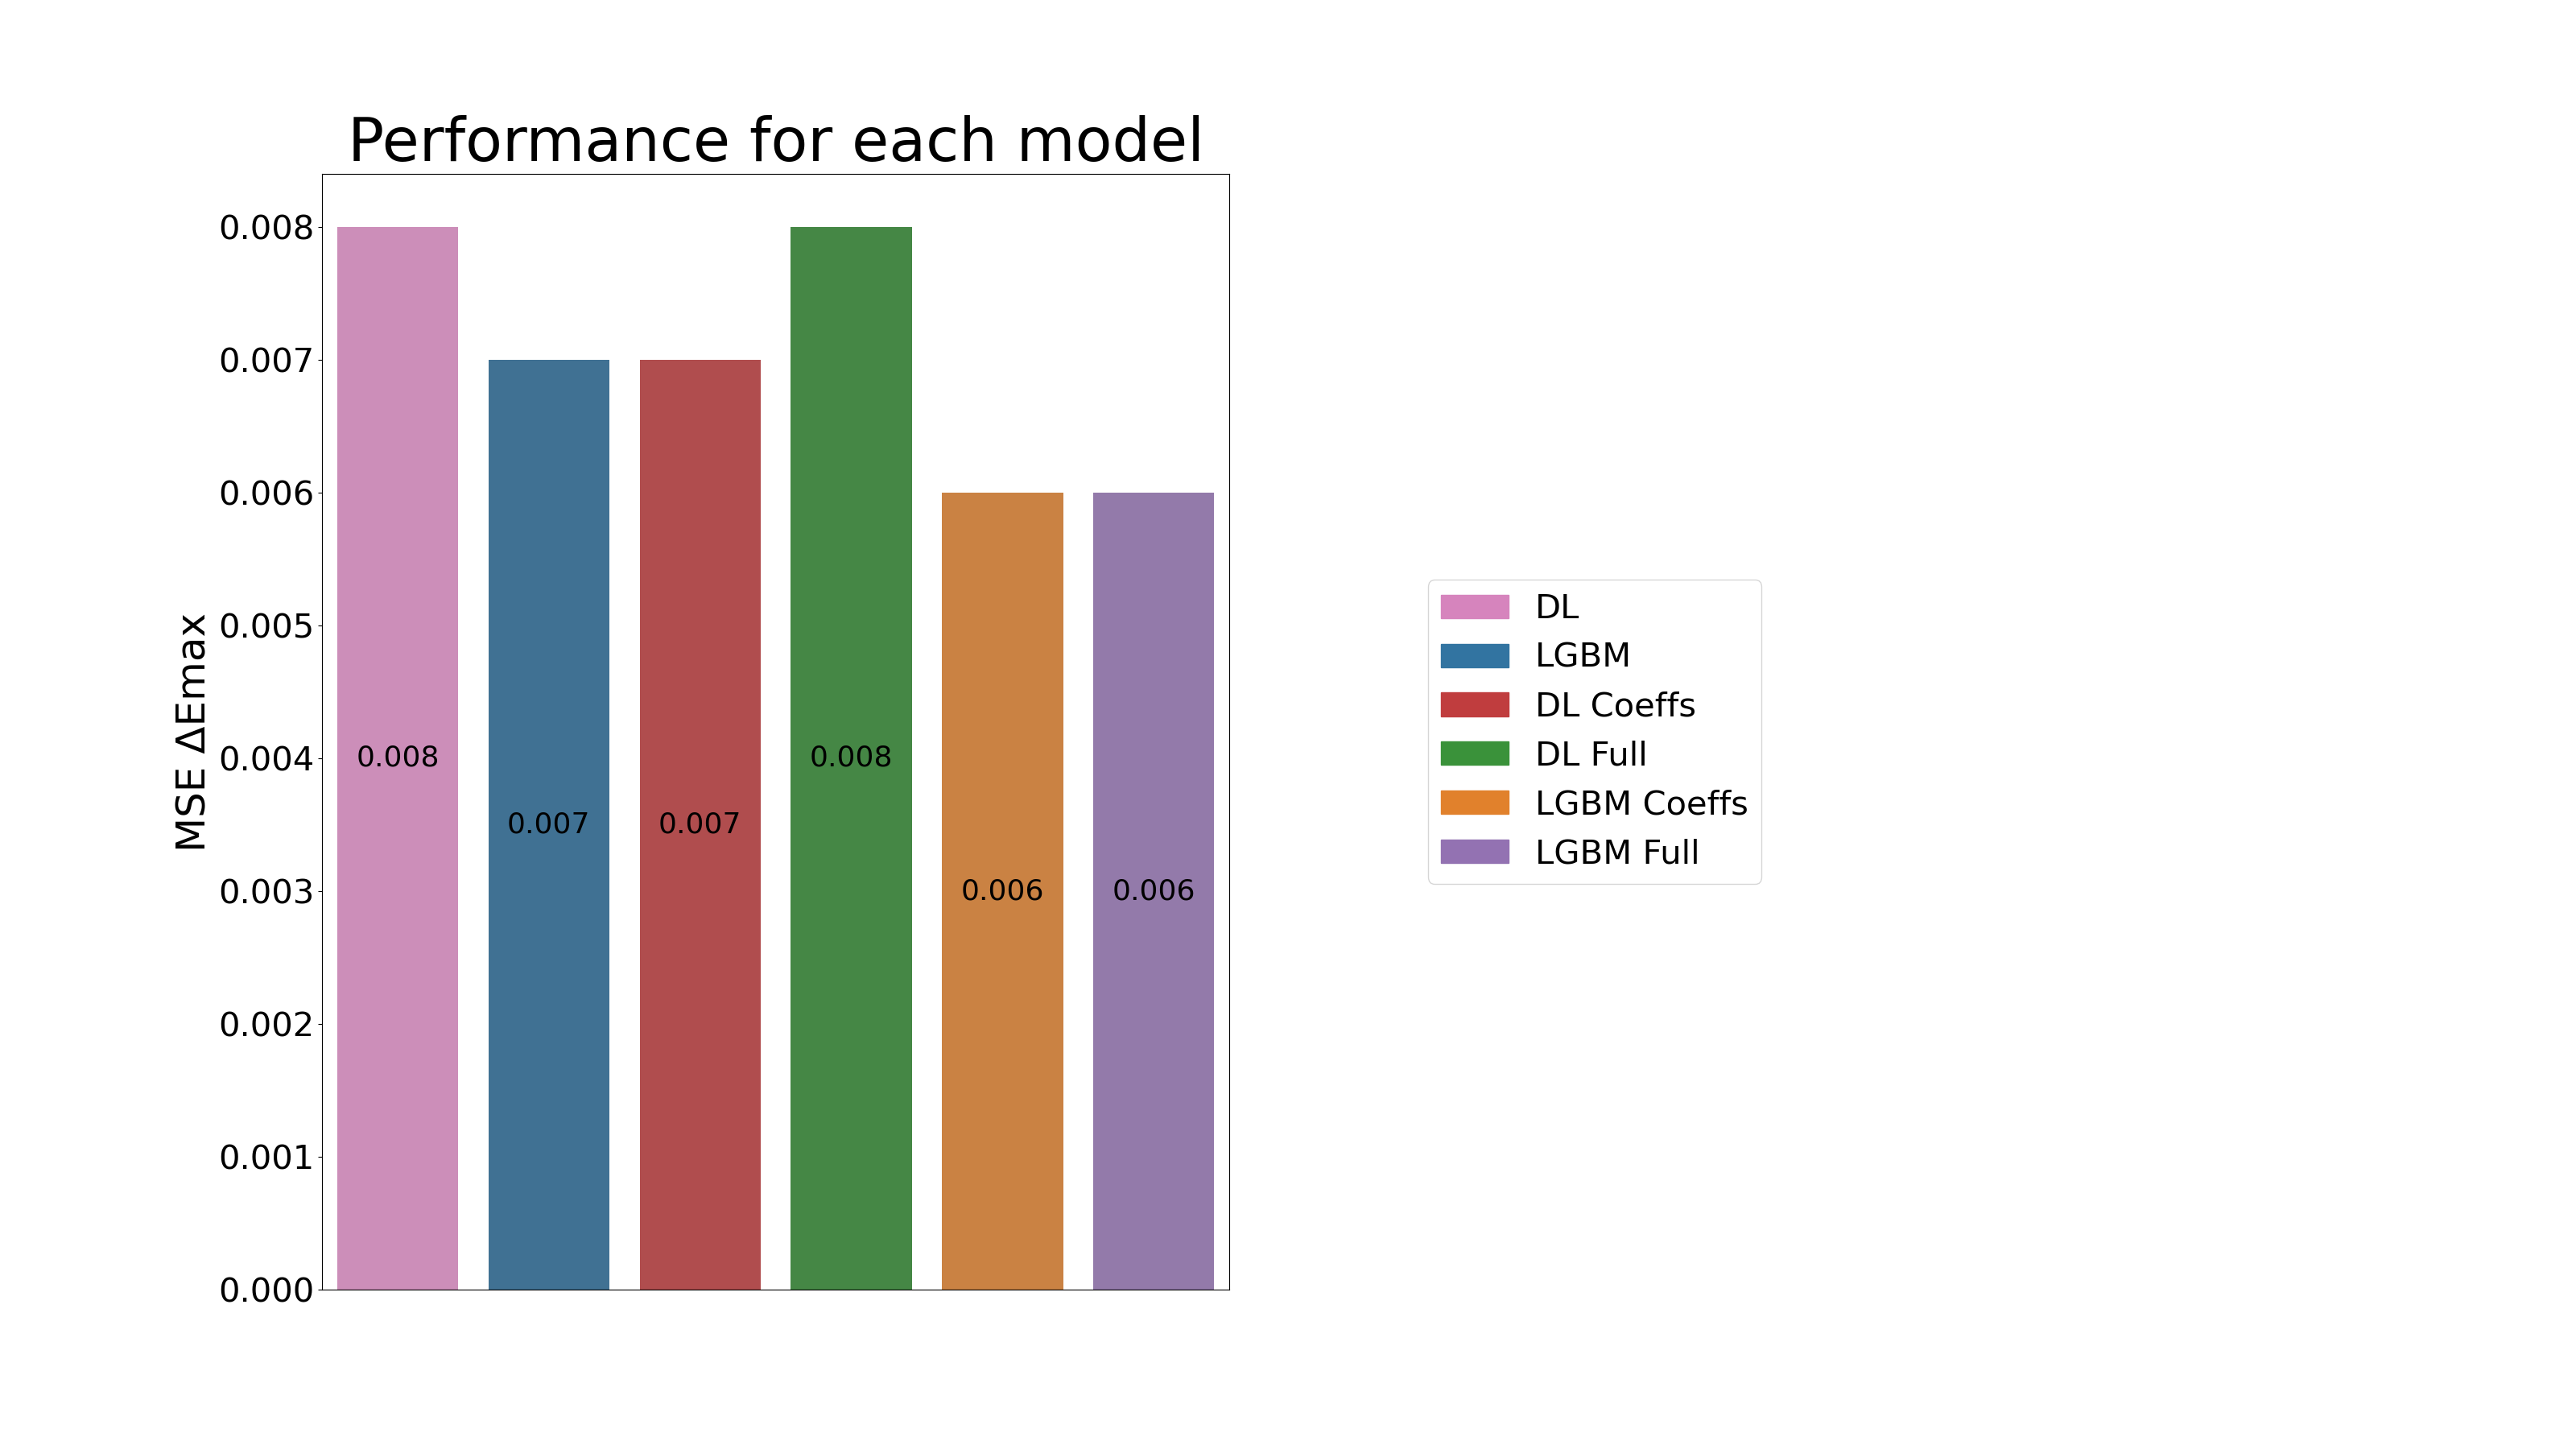 Performance for each model
MSE ΔEmax
0.008
0.007
0.006
0.005
0.004
0.003
0.002
0.001
0.000
0.008
0.007
0.007
0.008
0.006
0.006
DL
LGBM
DL Coeffs
DL Full
LGBM Coeffs
LGBM Full